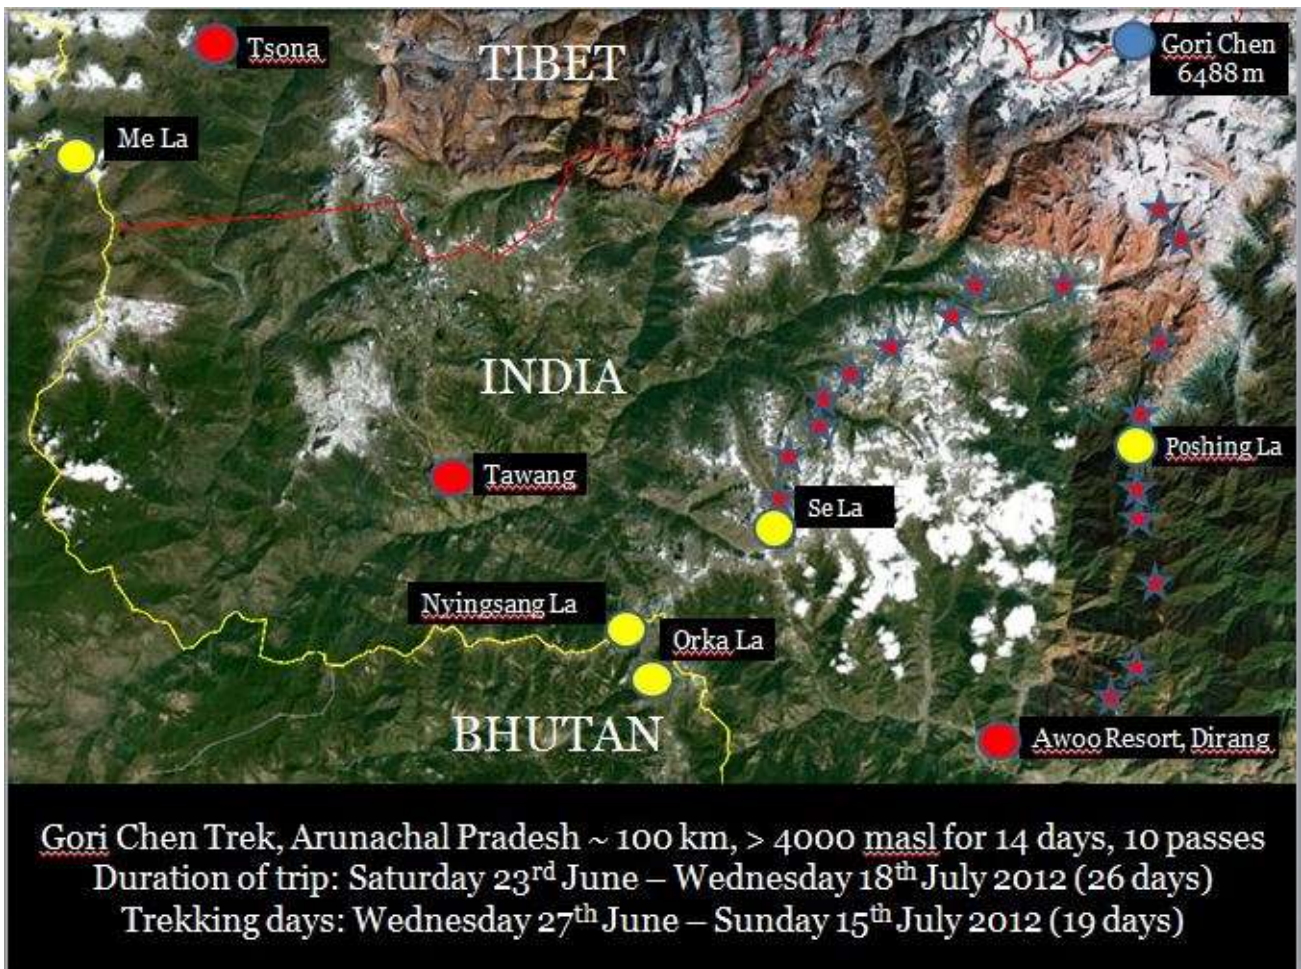 Tsona
TIBET
Gori Chen
6488 m
Me La
INDIA
Poshing La
Tawang
Se La
Nyingsang La
Orka La
BHUTAN
Awoo Resort, Dirang
Gori Chen Trek, Arunachal Pradesh ~ 100 km, > 4000 masl for 14 days, 10 passes
Duration of trip: Saturday 23rd June – Wednesday 18th July 2012 (26 days)
Trekking days: Wednesday 27th June – Sunday 15th July 2012 (19 days)